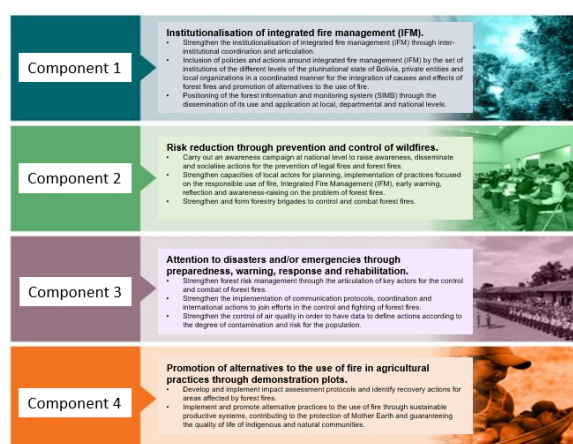 Component 1
Institutionalisation of integrated fire management (IFM).
• Strengthen the institutionalisation of integrated fire management (IFM) through inter-
institutional coordination and articulation.
• Inclusion of policies and actions around integrated fire management (IFM) by the set of
institutions of the different levels of the plurinational state of Bolivia, private entities and
local organizations in a coordinated manner for the integration of causes and effects of
forest fires and promotion of alternatives to the use of fire.
• Positioning of the forest information and monitoring system (SIMB) through the
dissemination of its use and application at local, departmental and national levels.
Component 2
Risk reduction through prevention and control of wildfires.
• Carry out an awareness campaign at national level to raise awareness, disseminate
and socialise actions for the prevention of legal fires and forest fires.
• Strengthen capacities of local actors for planning, implementation of practices focused
on the responsible use of fire, Integrated Fire Management (IFM), early warning,
reflection and awareness-raising on the problem of forest fires.
• Strengthen and form forestry brigades to control and combat forest fires.
Component 3
Attention to disasters and/or emergencies through
preparedness, warning, response and rehabilitation.
• Strengthen forest risk management through the articulation of key actors for the control
and combat of forest fires.
• Strengthen the implementation of communication protocols, coordination and
international actions to join efforts in the control and fighting of forest fires.
• Strengthen the control of air quality in order to have data to define actions according to
the degree of contamination and risk for the population.
Component 4
Promotion of alternatives to the use of fire in agricultural
practices through demonstration plots.
• Develop and implement impact assessment protocols and identify recovery actions for
areas affected by forest fires.
• Implement and promote alternative practices to the use of fire through sustainable
productive systems, contributing to the protection of Mother Earth and guaranteeing
the quality of life of indigenous and natural communities.